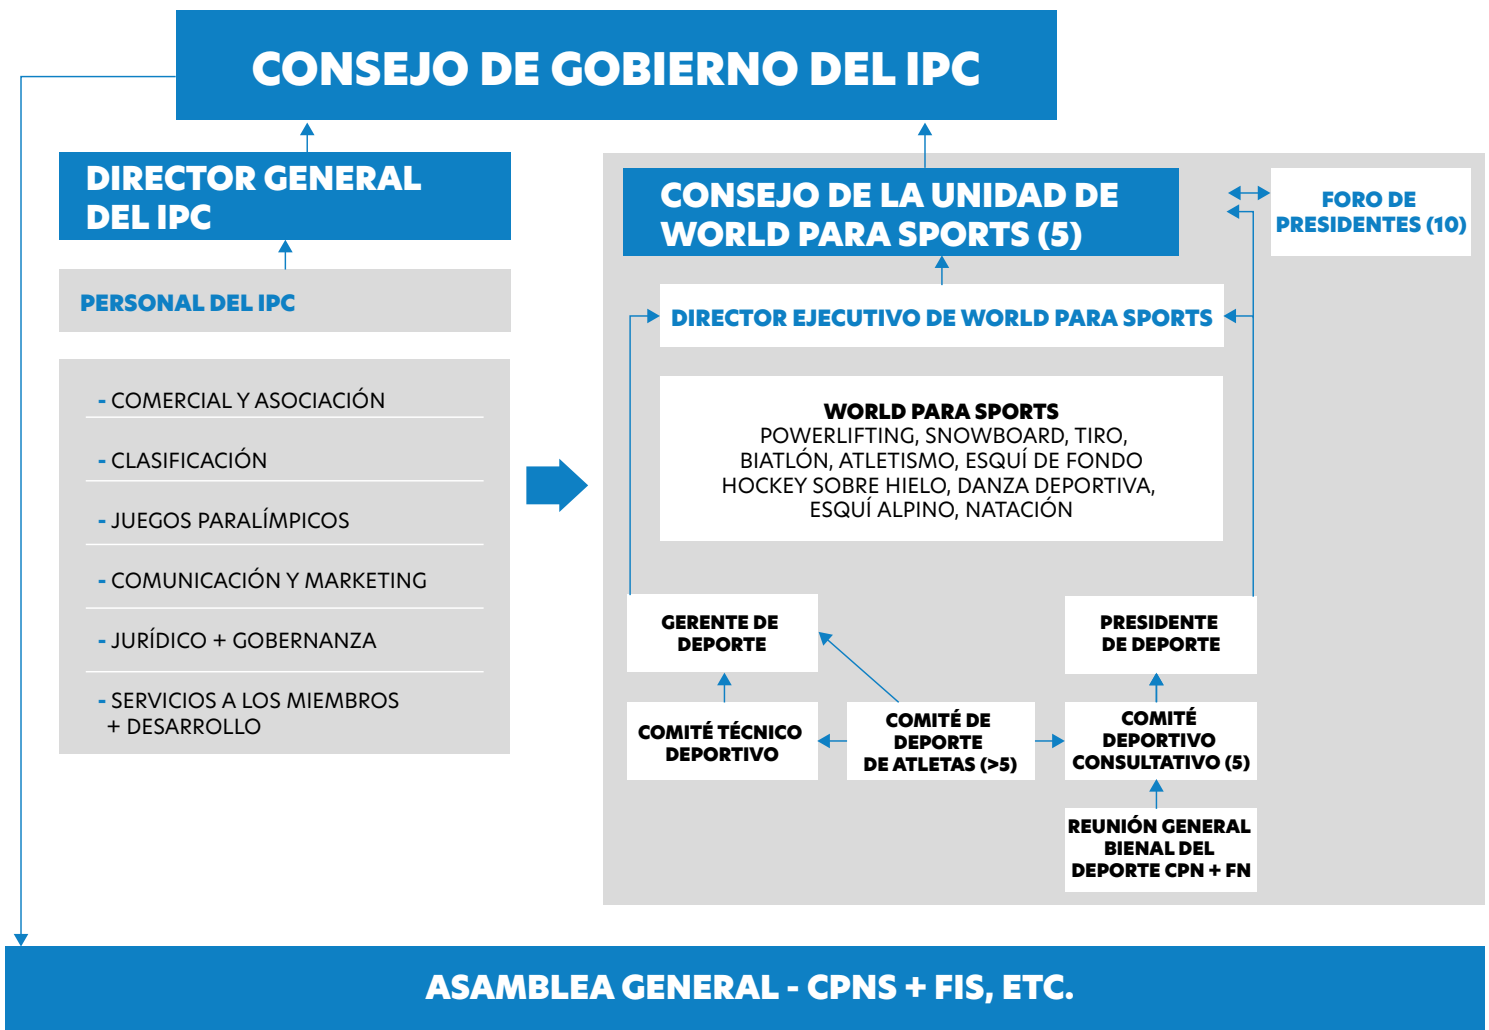 CONSEJO DE GOBIERNO DEL IPC
DIRECTOR GENERAL
DEL IPC
PERSONAL DEL IPC
- COMERCIAL Y ASOCIACIÓN
- CLASIFICACIÓN
- JUEGOS PARALÍMPICOS
- COMUNICACIÓN Y MARKETING
- JURÍDICO + GOBERNANZA
- SERVICIOS A LOS MIEMBROS
+ DESARROLLO
CONSEJO DE LA UNIDAD DE
WORLD PARA SPORTS (5)
FORO DE
PRESIDENTES (10)
DIRECTOR EJECUTIVO DE WORLD PARA SPORTS
WORLD PARA SPORTS
POWERLIFTING, SNOWBOARD, TIRO,
BIATLÓN, ATLETISMO, ESQUÍ DE FONDO
HOCKEY SOBRE HIELO, DANZA DEPORTIVA,
ESQUÍ ALPINO, NATACIÓN
GERENTE DE
DEPORTE
PRESIDENTE
DE DEPORTE
COMITÉ TÉCNICO
DEPORTIVO
COMITÉ DE
DEPORTE
DE ATLETAS (>5)
COMITÉ
DEPORTIVO
CONSULTATIVO (5)
REUNIÓN GENERAL
BIENAL DEL
DEPORTE CPN + FN
ASAMBLEA GENERAL - CPNS + FIS, ETC.